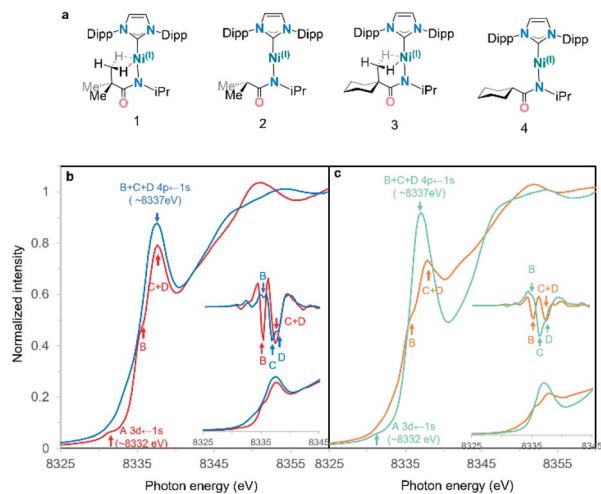 a
Dipp N N Dipp
H Ni(I)
H
N
Me Me iPr
O
1
Dipp N N Dipp
Ni(I)
N
Me Me iPr
O
2
Dipp N N Dipp
H Ni(I)
H
N
iPr
O
3
Dipp N N Dipp
Ni(I)
N
iPr
O
4
b
B+C+D 4p←1s
(~8337eV)
C+D
B
A 3d←1s
(~8332 eV)
B
C+D
B
C
D
8325 8335 8345
c
B+C+D 4p←1s
(~8337eV)
C+D
B
A 3d←1s
(~8332 eV)
B
C+D
B
D
C
8325 8335 8345
Normalized intensity
1
0.8
0.6
0.4
0.2
0
8325 8335 8345 8355
8335 8345 8355
Photon energy (eV)
Photon energy (eV)